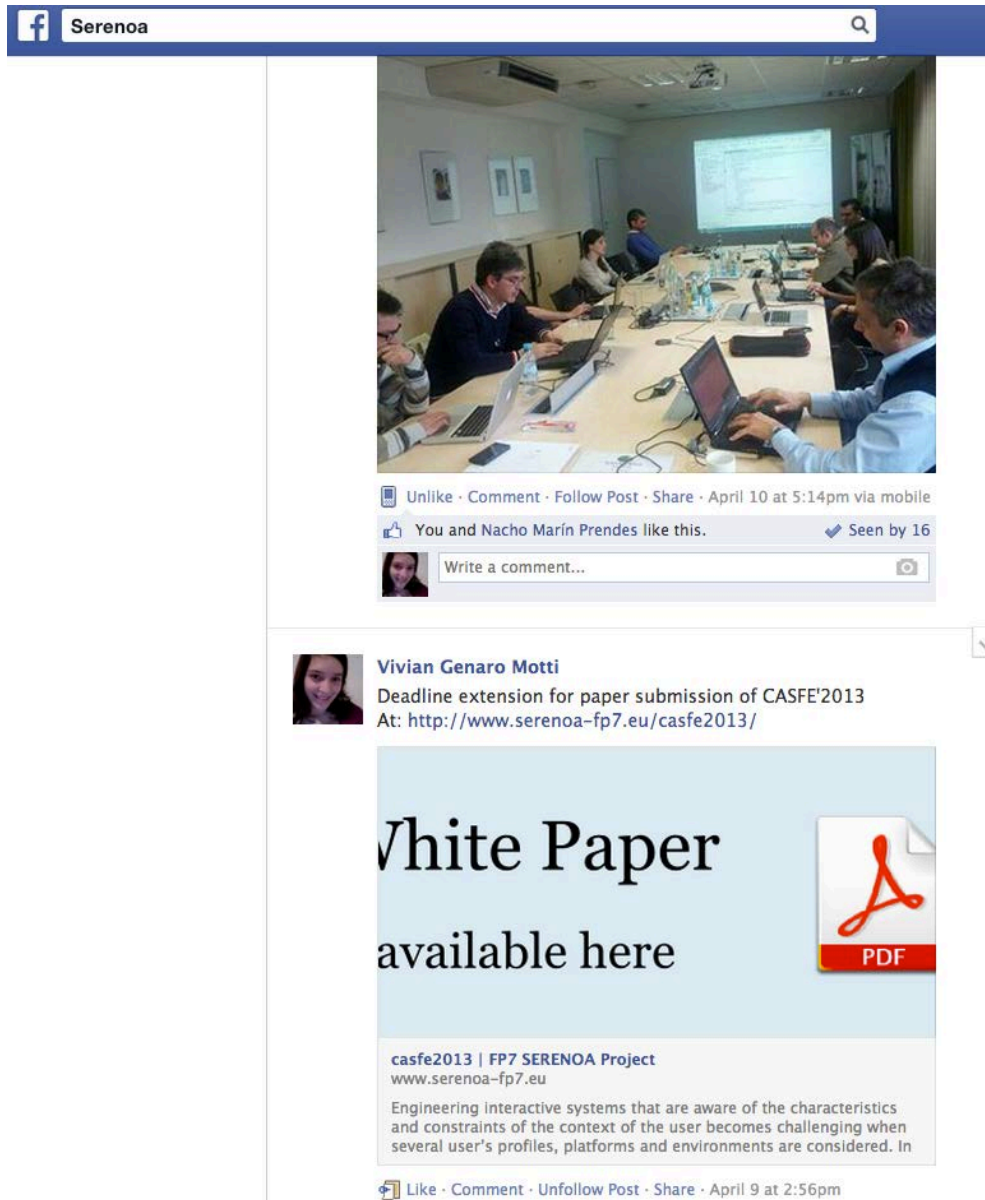 f Serenoa
Unlike · Comment · Follow Post · Share · April 10 at 5:14pm via mobile
You and Nacho Marín Prendes like this. Seen by 16
Write a comment...
Vivian Genaro Motti
Deadline extension for paper submission of CASFE'2013
At: http://www.serenoa-fp7.eu/casfe2013/
White Paper
available here
PDF
casfe2013 | FP7 SERENOA Project
www.serenoa-fp7.eu
Engineering interactive systems that are aware of the characteristics
and constraints of the context of the user becomes challenging when
several user's profiles, platforms and environments are considered. In
Like · Comment · Unfollow Post · Share · April 9 at 2:56pm